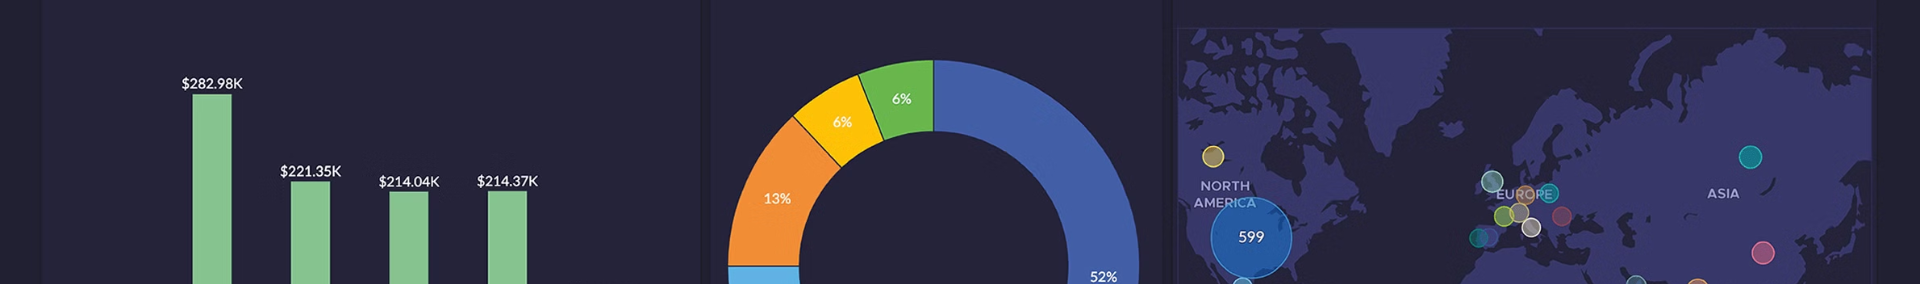 $282.98K
$221.35K
$214.04K
$214.37K
6%
6%
13%
52%
NORTH
AMERICA
599
EUROPE
ASIA